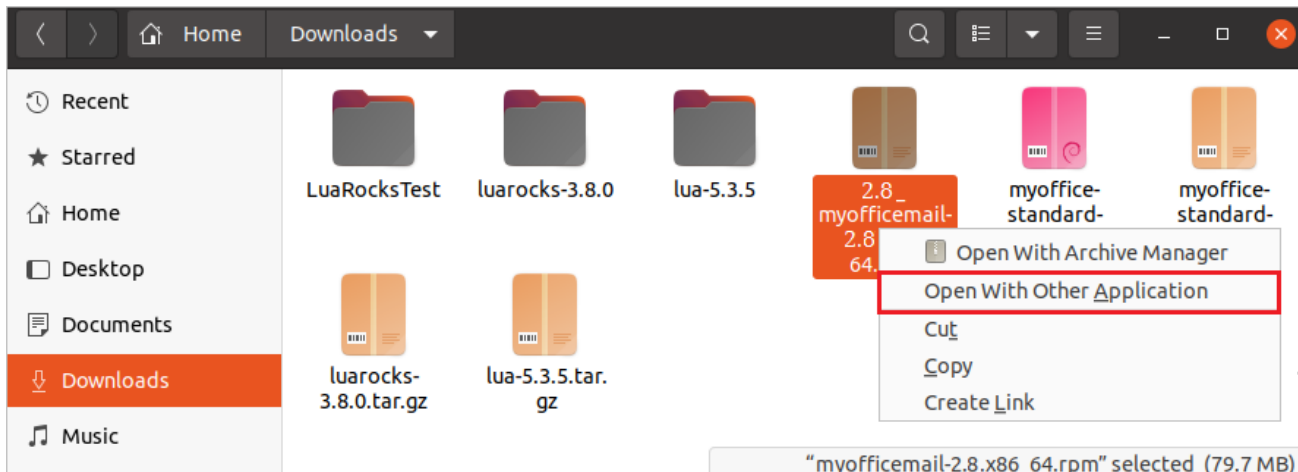 Home Downloads
Recent
Starred
Home
Desktop
Documents
Downloads
Music
LuaRocksTest
luarocks-3.8.0
lua-5.3.5
2.8_
myofficemail-
2.8
64.
myoffice-
standard-
myoffice-
standard-
luarocks-
3.8.0.tar.gz
lua-5.3.5.tar.
gz
Open With Archive Manager
Open With Other Application
Cut
Copy
Create Link
“myofficemail-2.8.x86_64.rpm” selected (79.7 MB)